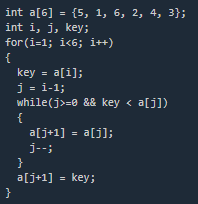 int a[6] = {5, 1, 6, 2, 4, 3};
int i, j, key;
for(i=1; i<6; i++)
{
  key = a[i];
  j = i-1;
  while(j>=0 && key < a[j])
  {
    a[j+1] = a[j];
    j--;
  }
  a[j+1] = key;
}